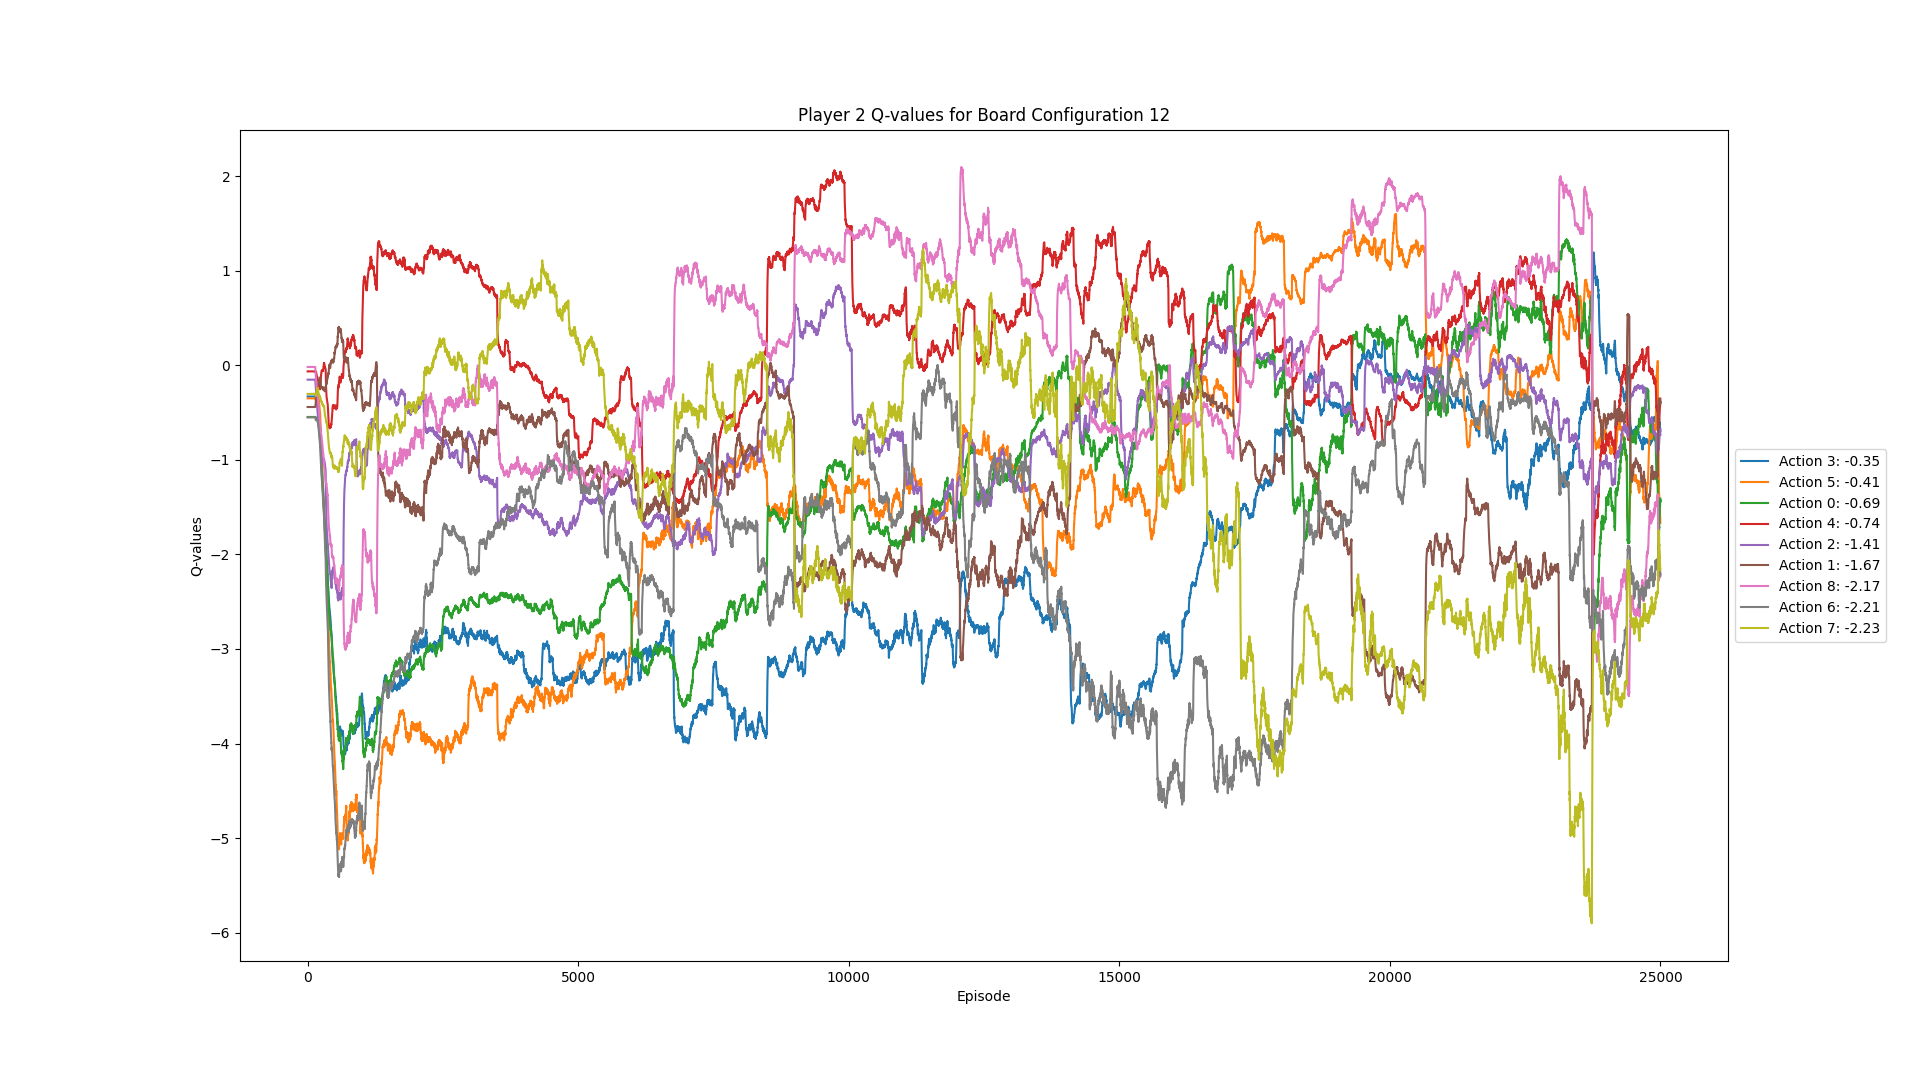 Player 2 Q-values for Board Configuration 12
Q-values
2
1
0
−1
−2
−3
−4
−5
−6
0
5000
10000
15000
20000
25000
Episode
Action 3: -0.35
Action 5: -0.41
Action 0: -0.69
Action 4: -0.74
Action 2: -1.41
Action 1: -1.67
Action 8: -2.17
Action 6: -2.21
Action 7: -2.23